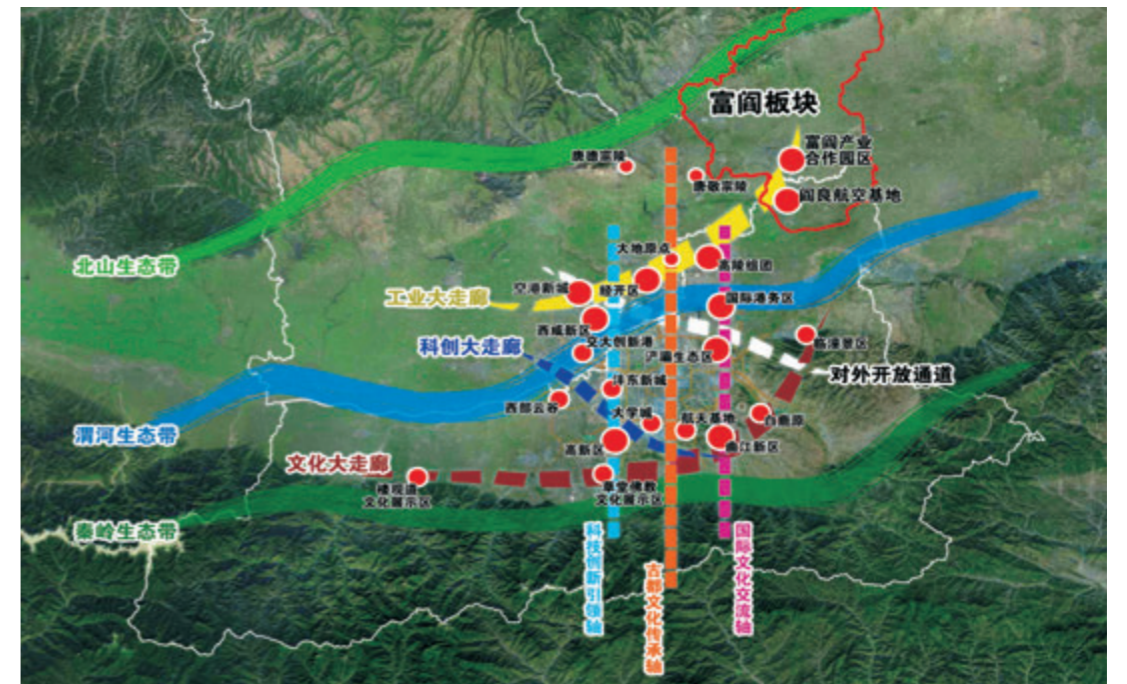 富阎板块
富阎产业
合作园区
唐德宗陵
唐敬宗陵
阎良航空基地
大地原点
高陵组团
北山生态带
空港新城
经开区
工业大走廊
国际港务区
西咸新区
交大创新港
临潼景区
科创大走廊
浐灞生态区
对外开放通道
沣东新城
西部云谷
大学城
航天基地
白鹿原
渭河生态带
高新区
曲江新区
文化大走廊
楼观道
文化展示区
草堂佛教
文化展示区
秦岭生态带
科技创新引领轴
古都文化传承轴
国际文化交流轴